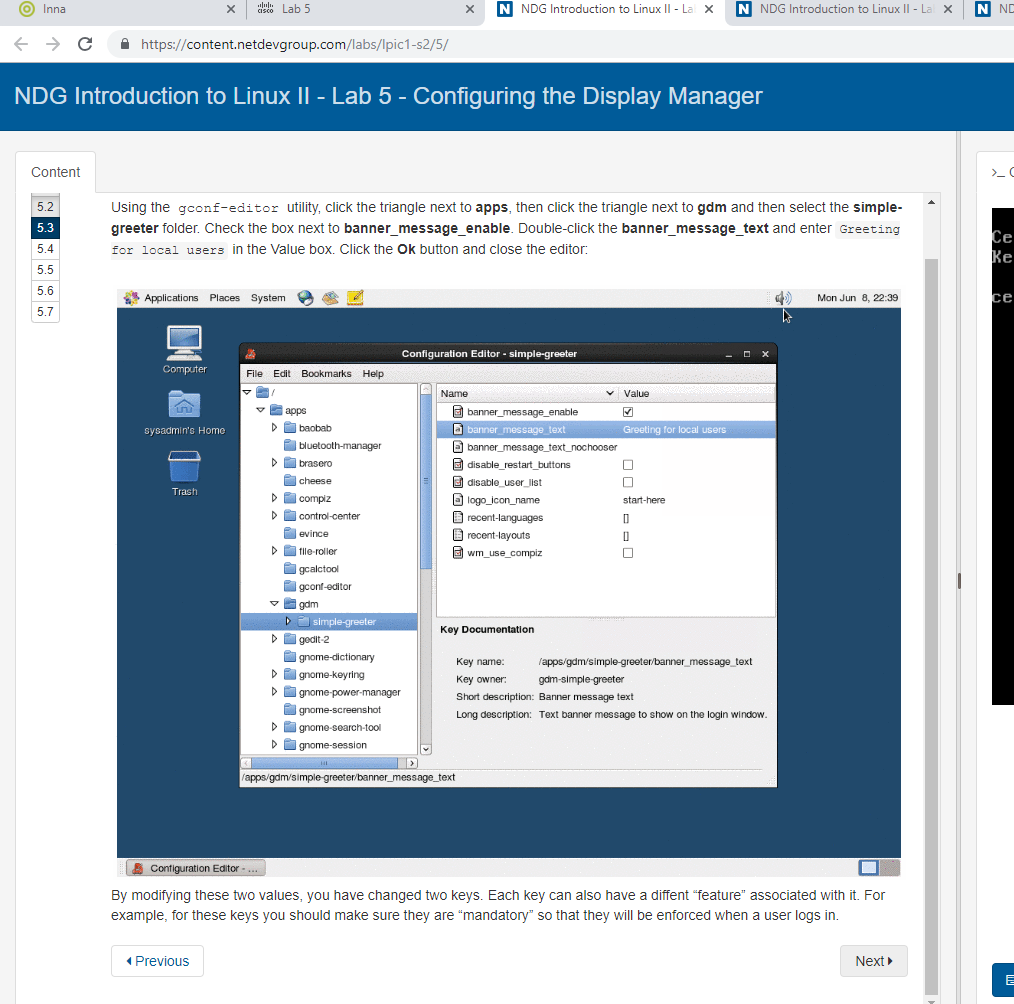 Inna
cisco Lab 5
NDG Introduction to Linux II - La
NDG Introduction to Linux II - Lal
ND
https://content.netdevgroup.com/labs/lpic1-s2/5/
NDG Introduction to Linux II - Lab 5 - Configuring the Display Manager
Content
5.2
5.3
5.4
5.5
5.6
5.7
Using the gconf-editor utility, click the triangle next to apps, then click the triangle next to gdm and then select the simple-
greeter folder. Check the box next to banner_message_enable. Double-click the banner_message_text and enter Greeting
for local users in the Value box. Click the Ok button and close the editor:
Applications Places System
Mon Jun 8, 22:39
Computer
sysadmin's Home
Trash
Configuration Editor - simple-greeter
File Edit Bookmarks Help
/
apps
baobab
bluetooth-manager
brasero
cheese
compiz
control-center
evince
file-roller
gcalctool
gconf-editor
gdm
simple-greeter
gedit-2
gnome-dictionary
gnome-keyring
gnome-power-manager
gnome-screenshot
gnome-search-tool
gnome-session
Name Value
banner_message_enable
banner_message_text Greeting for local users
banner_message_text_nochooser
disable_restart_buttons
disable_user_list
logo_icon_name start-here
recent-languages []
recent-layouts []
wm_use_compiz
Key Documentation
Key name: /apps/gdm/simple-greeter/banner_message_text
Key owner: gdm-simple-greeter
Short description: Banner message text
Long description: Text banner message to show on the login window.
/apps/gdm/simple-greeter/banner_message_text
Configuration Editor - ...
By modifying these two values, you have changed two keys. Each key can also have a diffent “feature” associated with it. For
example, for these keys you should make sure they are “mandatory” so that they will be enforced when a user logs in.
Previous
Next
>_ C
Ce
Ke
ce